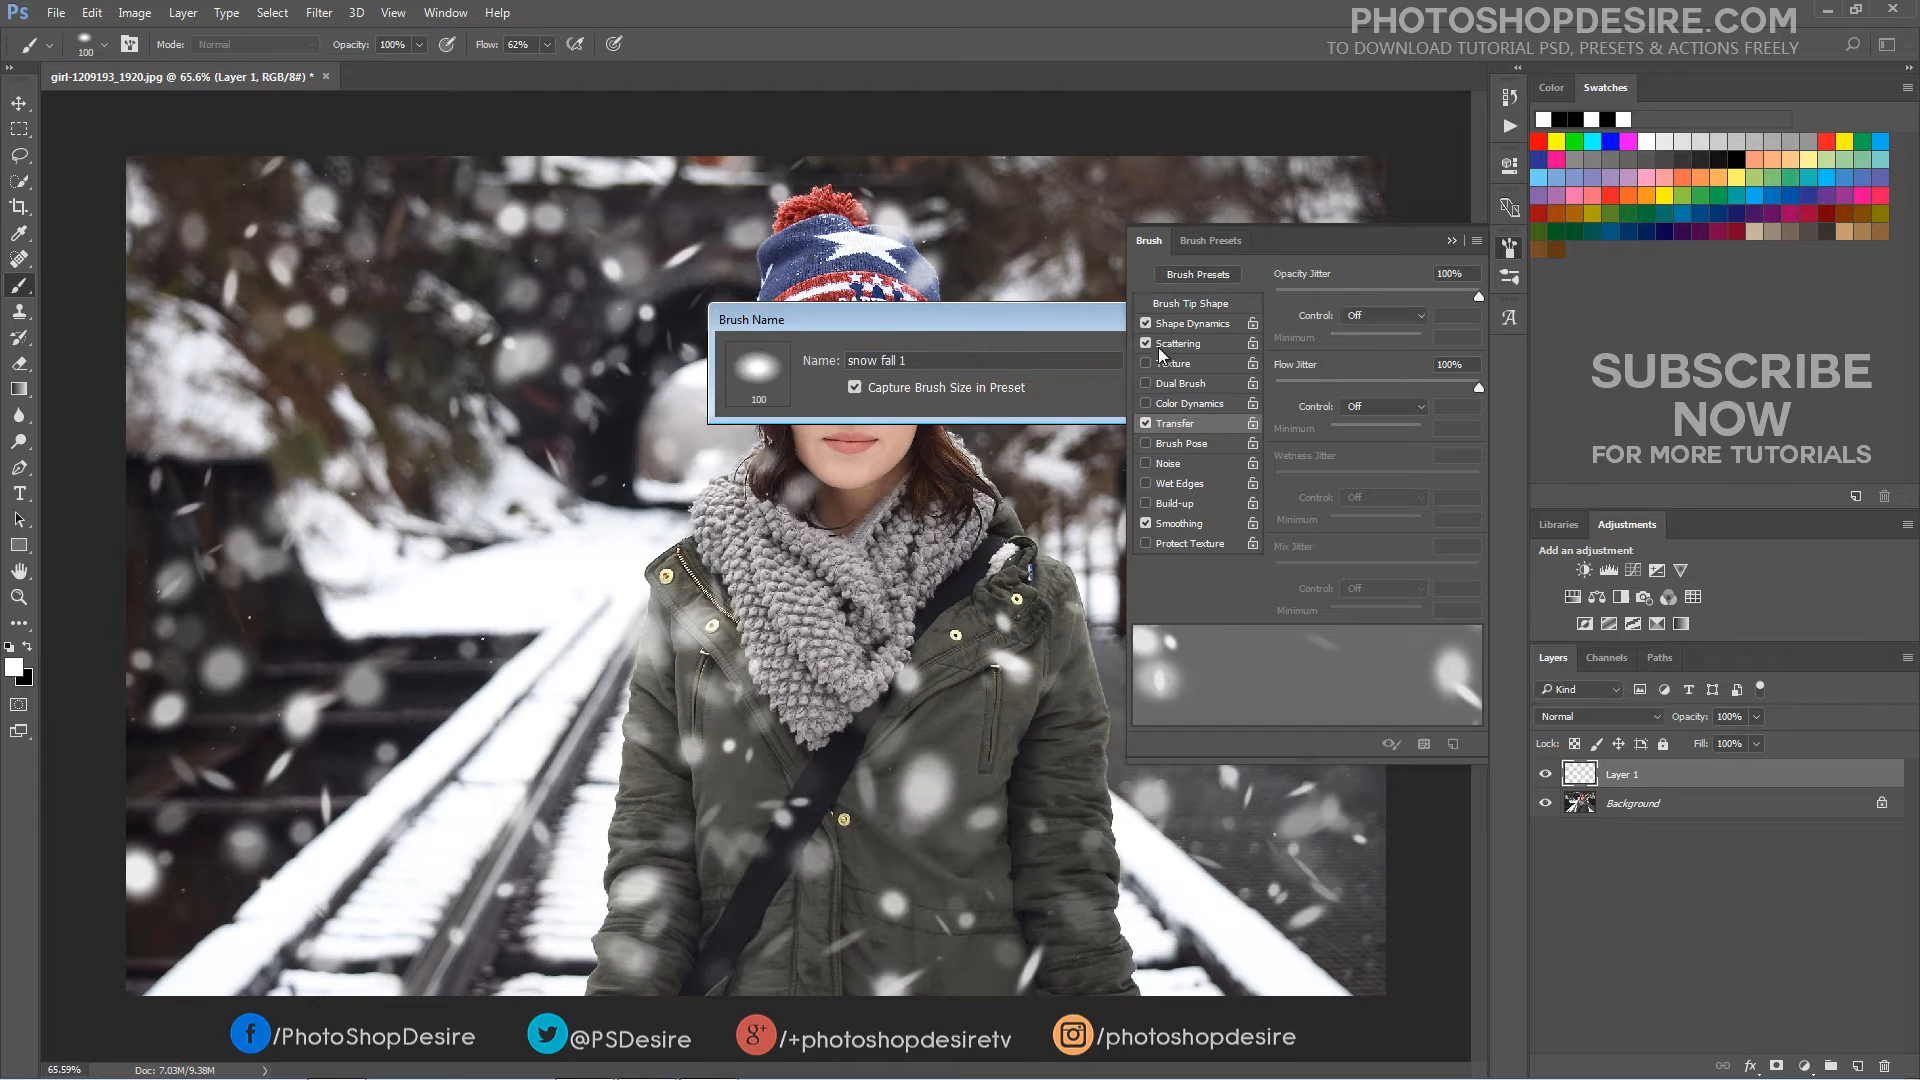 Ps File Edit Image Layer Type Select Filter 3D View Window Help
PHOTOSHOPDESIRE.COM
TO DOWNLOAD TUTORIAL PSD, PRESETS & ACTIONS FREELY
100 Mode: Normal Opacity: 100% Flow: 62%
girl-1209193_1920.jpg @ 65.6% (Layer 1, RGB/8#) * ×
Color Swatches
Brush Brush Presets
Brush Presets
Opacity Jitter 100%
Brush Tip Shape
Control: Off
Shape Dynamics
Minimum
Scattering
Texture
Flow Jitter 100%
Dual Brush
Color Dynamics
Control: Off
Transfer
Minimum
Brush Pose
Wetness Jitter
Noise
Wet Edges
Control: Off
Build-up
Minimum
Smoothing
Protect Texture
Mix Jitter
Control: Off
Minimum
Brush Name
Name: snow fall 1
Capture Brush Size in Preset
100
SUBSCRIBE
NOW
FOR MORE TUTORIALS
Libraries Adjustments
Add an adjustment
Layers Channels Paths
Kind
Normal Opacity: 100%
Lock: Fill: 100%
Layer 1
Background
fx
/PhotoShopDesire
@PSDesire
/+photoshopdesiretv
/photoshopdesire
65.59% Doc: 7.03M/9.38M